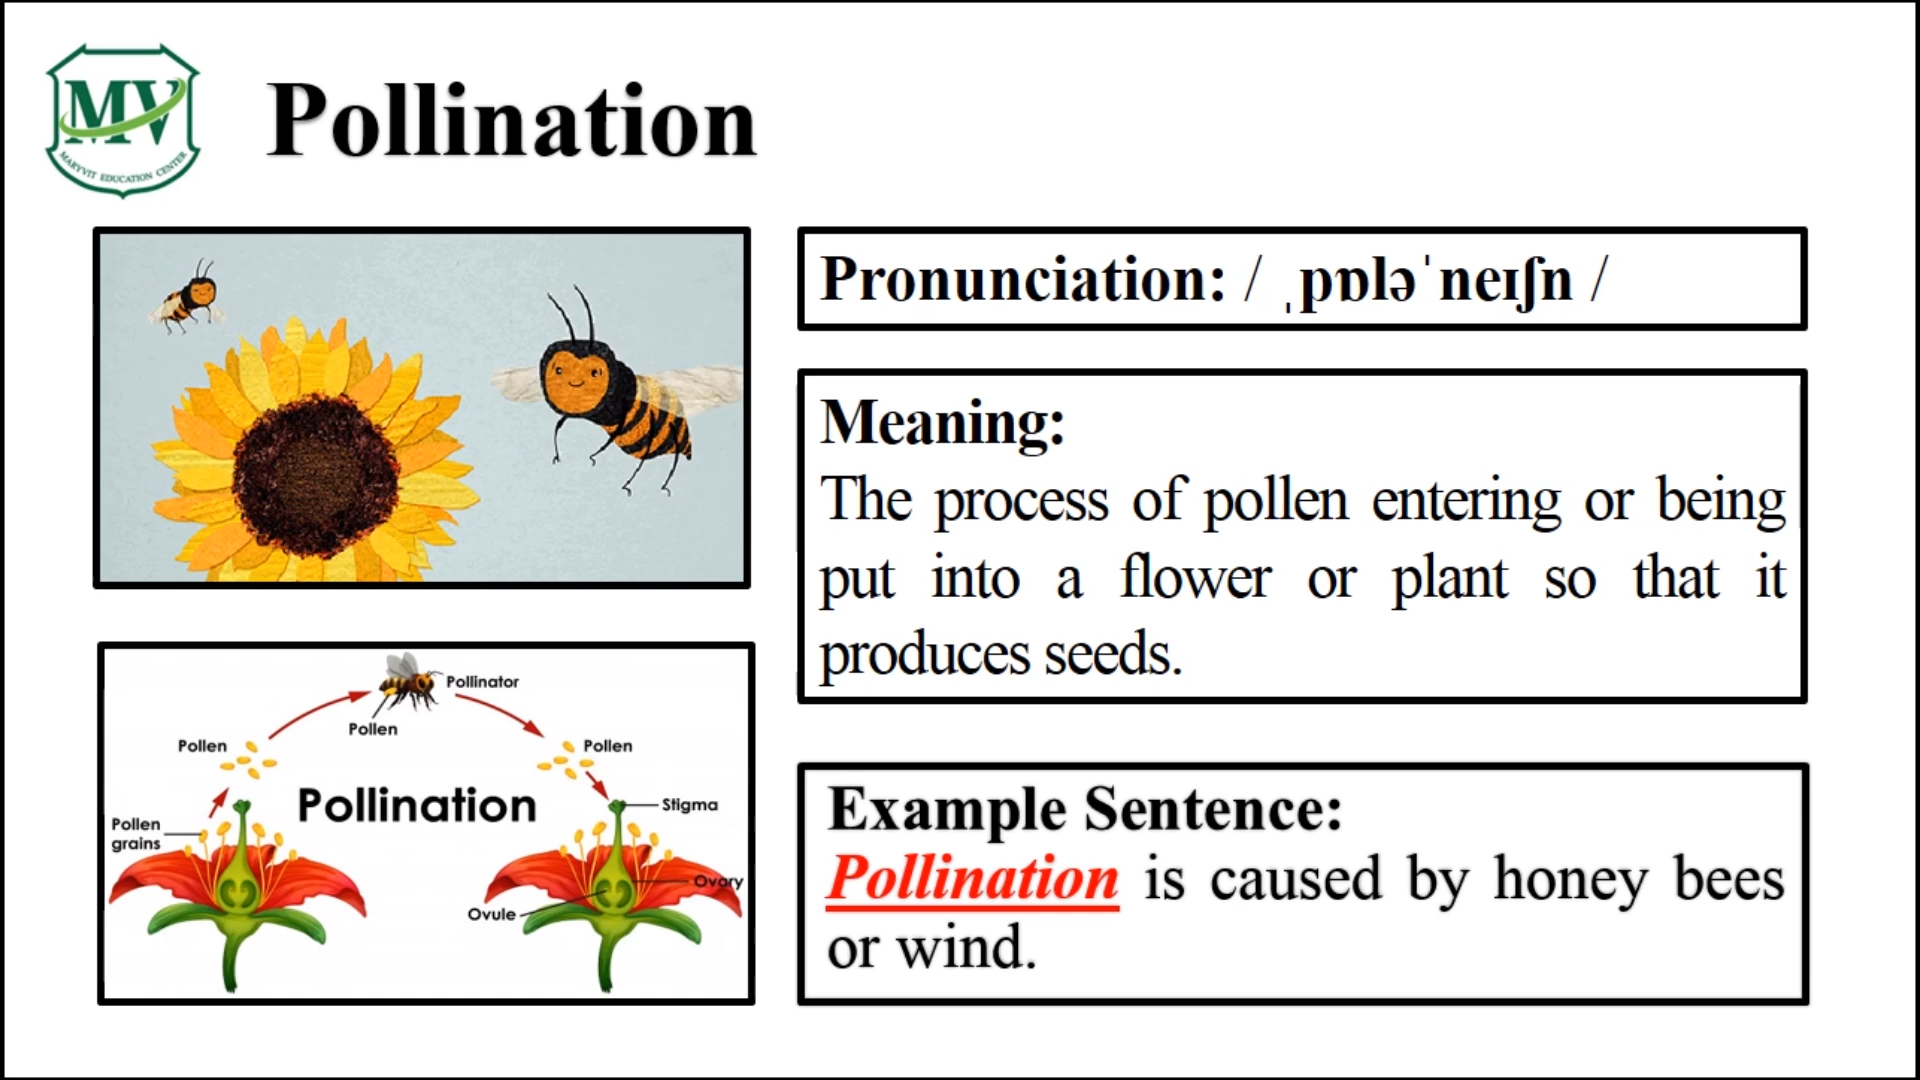 MV
MARYVIT EDUCATION CENTER
Pollination
Pronunciation: / ˌpɒləˈneɪʃn /
Meaning:
The process of pollen entering or being
put into a flower or plant so that it
produces seeds.
Pollinator
Pollen
Pollen
Pollen
Pollination
Stigma
Pollen
grains
Ovary
Ovule
Example Sentence:
Pollination is caused by honey bees
or wind.